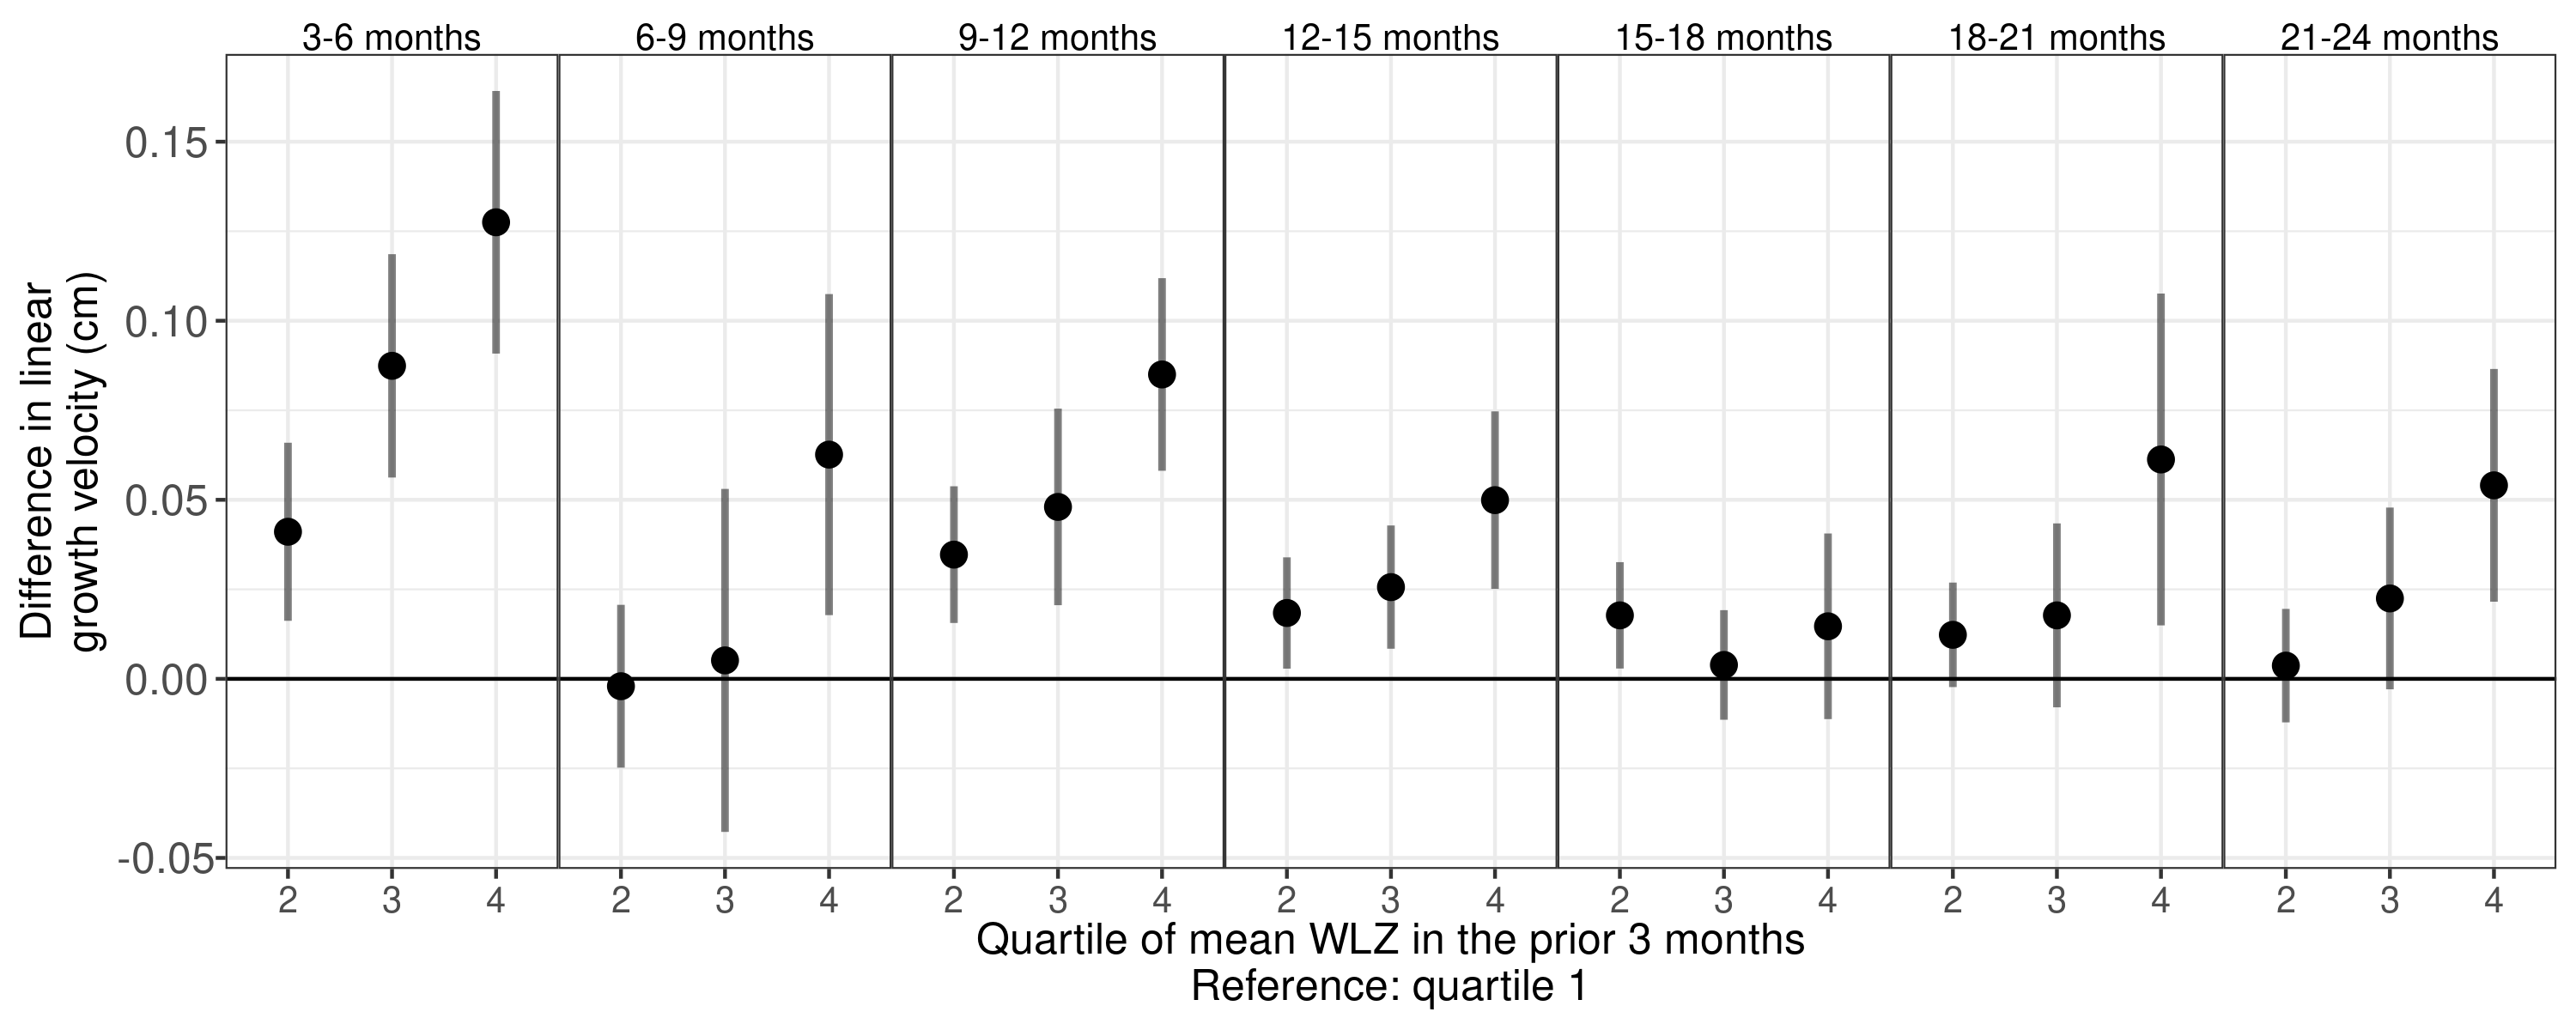 3-6 months 6-9 months 9-12 months 12-15 months 15-18 months 18-21 months 21-24 months
Difference in linear
growth velocity (cm)
0.15
0.10
0.05
0.00
-0.05
2 3 4 2 3 4 2 3 4 2 3 4 2 3 4 2 3 4 2 3 4
Quartile of mean WLZ in the prior 3 months
Reference: quartile 1